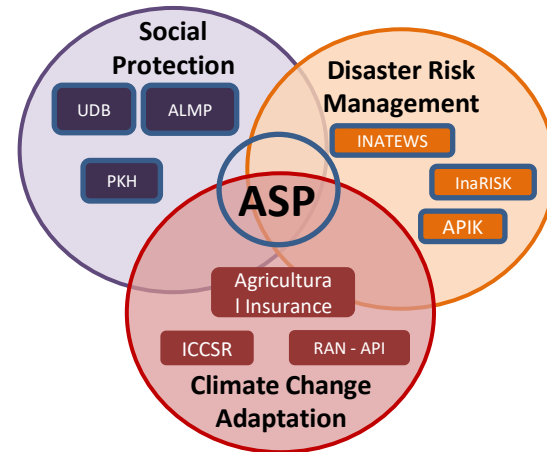 Social
Protection
UDB
ALMP
PKH
Disaster Risk
Management
INATEWS
InaRISK
APIK
ASP
Agricultura
l Insurance
ICCSR
RAN - API
Climate Change
Adaptation